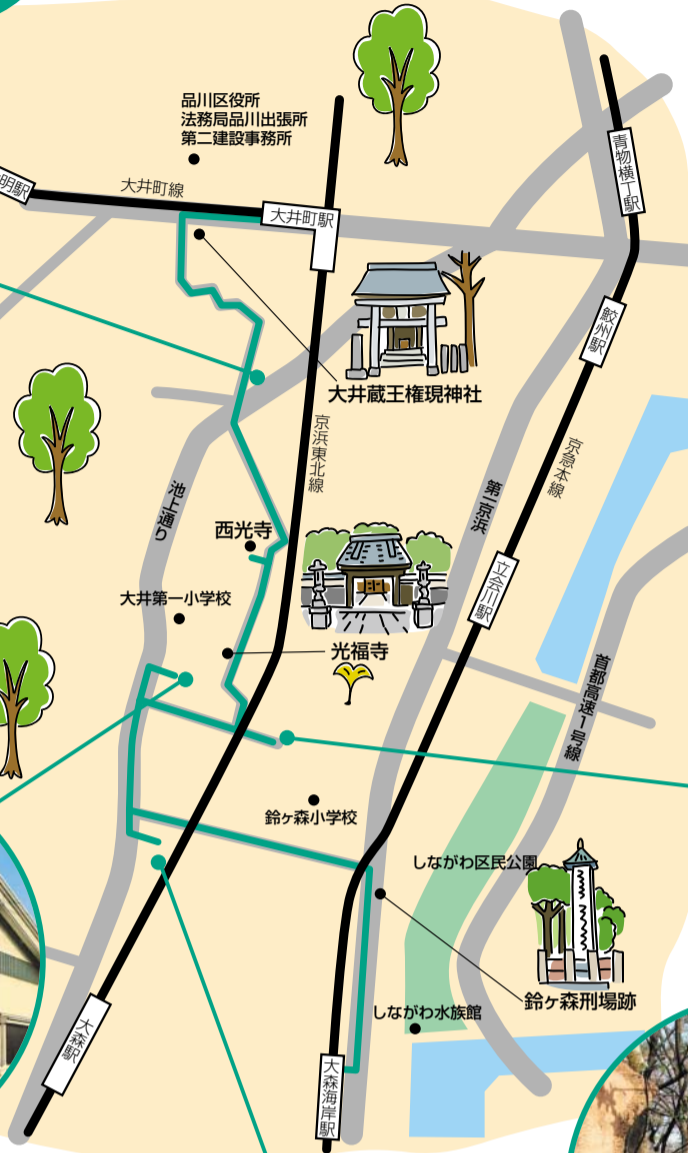 品川区役所
法務局品川出張所
第二建設事務所
青物横丁駅
明駅
大井町線
大井町駅
鮫州駅
大井蔵王権現神社
京浜東北線
京急本線
池上通り
第二京浜
西光寺
立会川駅
大井第一小学校
光福寺
首都高速1号線
鈴ヶ森小学校
しながわ区民公園
鈴ヶ森刑場跡
しながわ水族館
大森駅
大森海岸駅